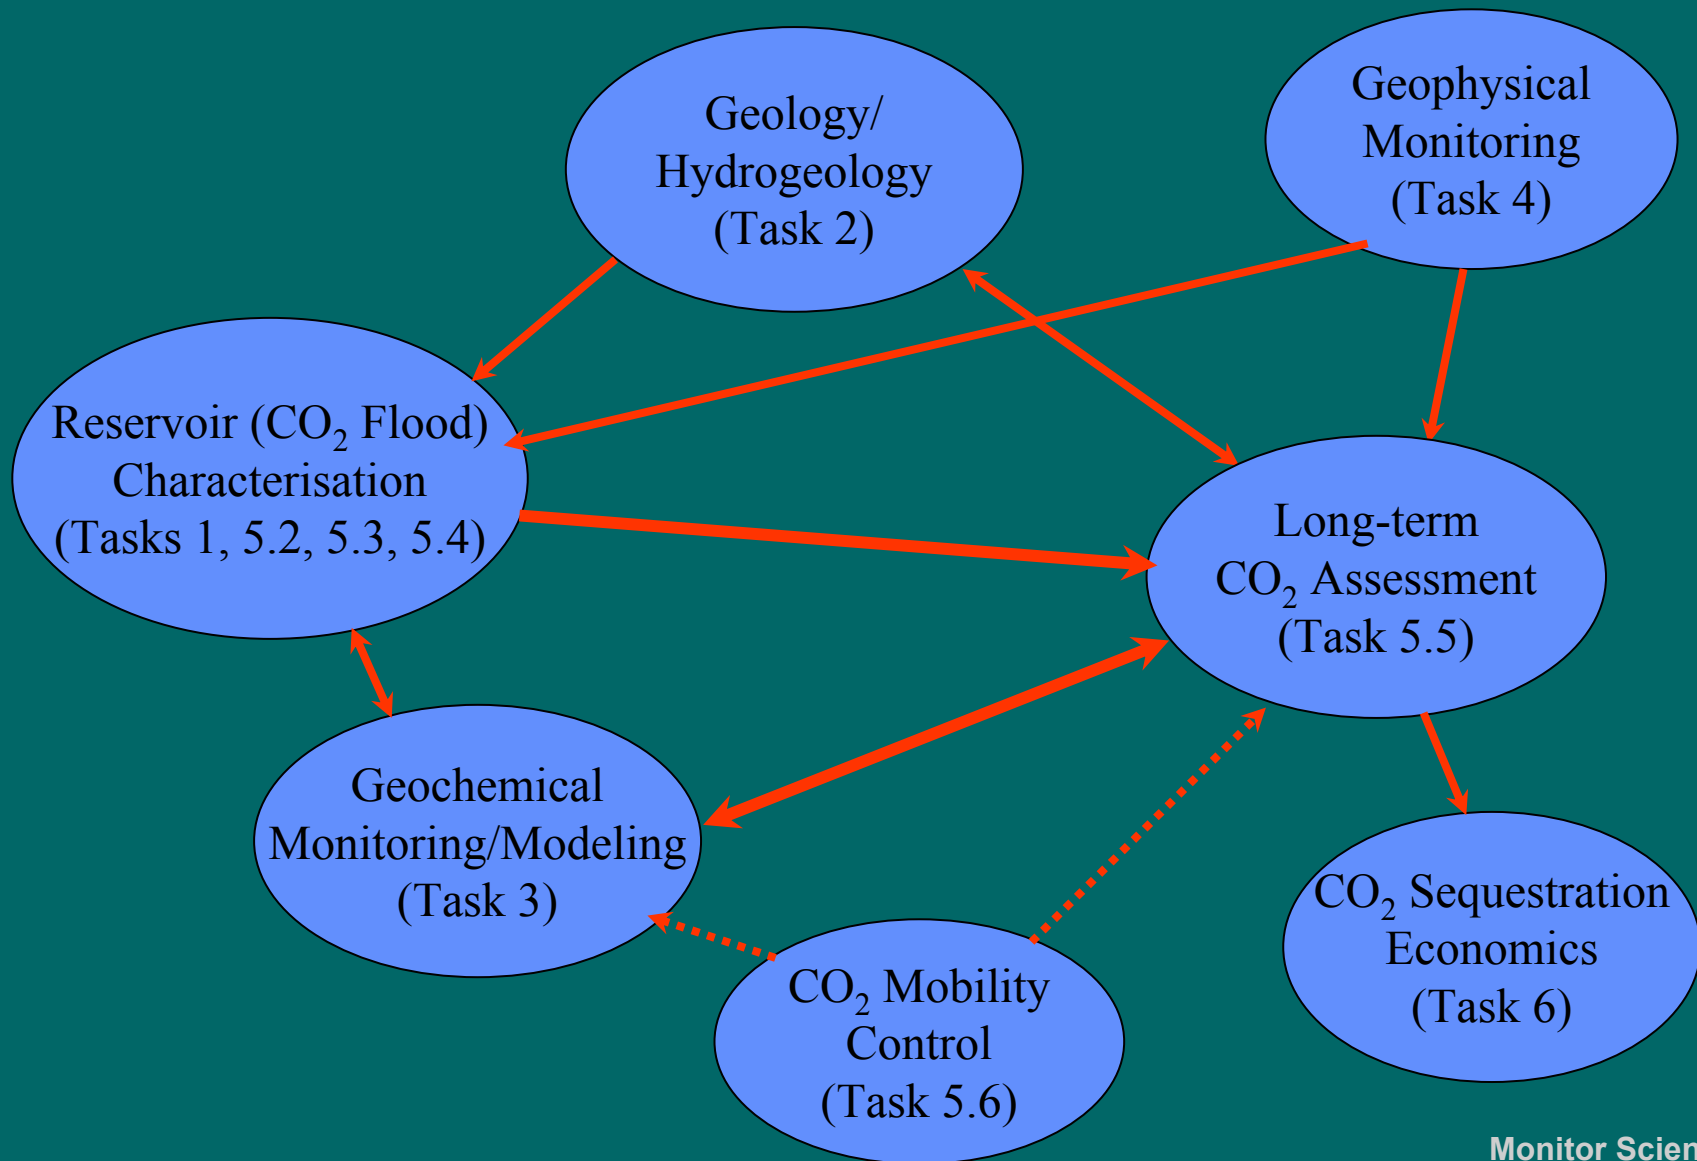 Geology/
Hydrogeology
(Task 2)
Geophysical
Monitoring
(Task 4)
Reservoir (CO₂ Flood)
Characterisation
(Tasks 1, 5.2, 5.3, 5.4)
Long-term
CO₂ Assessment
(Task 5.5)
Geochemical
Monitoring/Modeling
(Task 3)
CO₂ Mobility
Control
(Task 5.6)
CO₂ Sequestration
Economics
(Task 6)
Monitor Scien